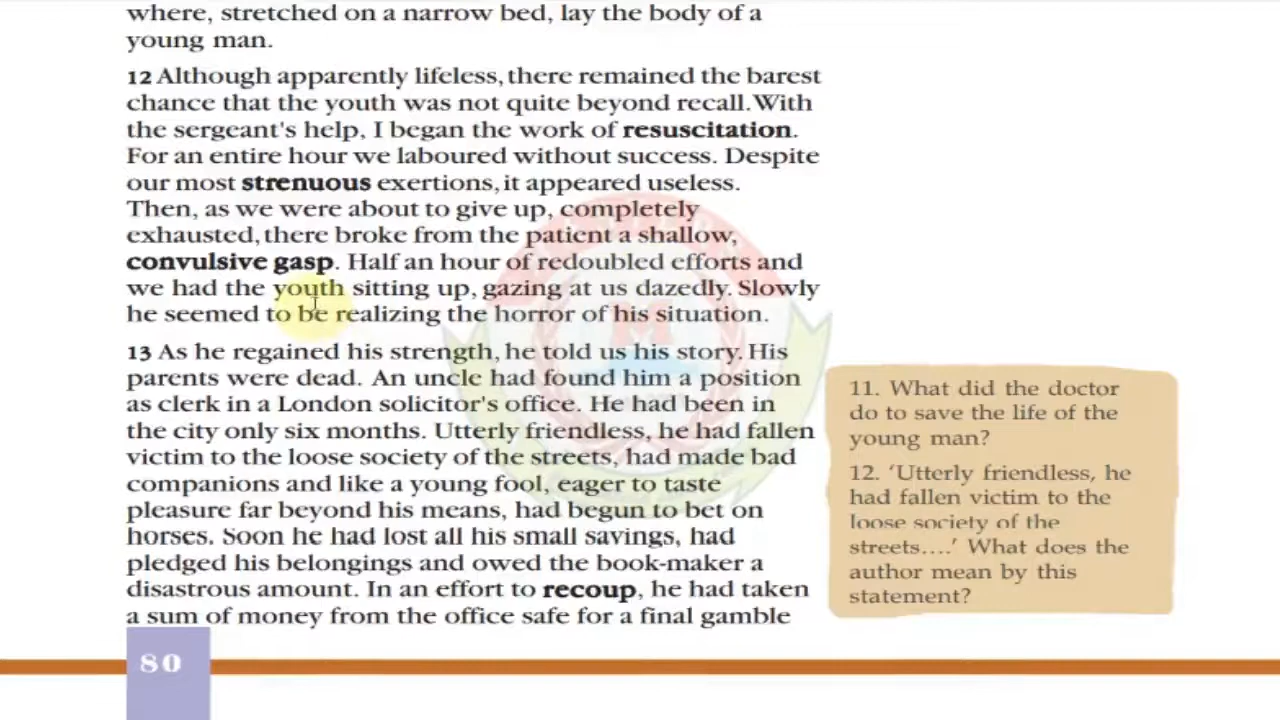 where, stretched on a narrow bed, lay the body of a
young man.
12 Although apparently lifeless, there remained the barest
chance that the youth was not quite beyond recall. With
the sergeant's help, I began the work of resuscitation.
For an entire hour we laboured without success. Despite
our most strenuous exertions, it appeared useless.
Then, as we were about to give up, completely
exhausted, there broke from the patient a shallow,
convulsive gasp. Half an hour of redoubled efforts and
we had the youth sitting up, gazing at us dazedly. Slowly
he seemed to be realizing the horror of his situation.
13 As he regained his strength, he told us his story. His
parents were dead. An uncle had found him a position
as clerk in a London solicitor's office. He had been in
the city only six months. Utterly friendless, he had fallen
victim to the loose society of the streets, had made bad
companions and like a young fool, eager to taste
pleasure far beyond his means, had begun to bet on
horses. Soon he had lost all his small savings, had
pledged his belongings and owed the book-maker a
disastrous amount. In an effort to recoup, he had taken
a sum of money from the office safe for a final gamble
11. What did the doctor
do to save the life of the
young man?
12. ‘Utterly friendless, he
had fallen victim to the
loose society of the
streets....’ What does the
author mean by this
statement?
80